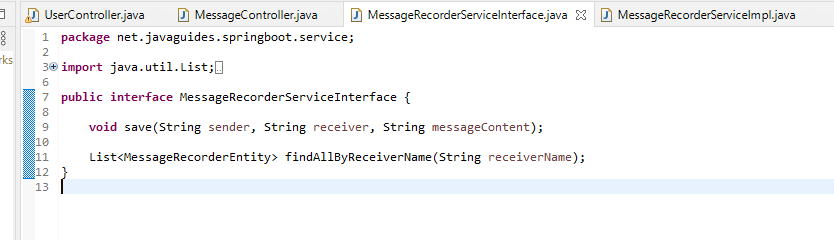 UserController.java MessageController.java MessageRecorderServiceInterface.java MessageRecorderServiceImpl.java
rks
1 package net.javaguides.springboot.service;
2
3 import java.util.List;
6
7 public interface MessageRecorderServiceInterface {
8
9 void save(String sender, String receiver, String messageContent);
10
11 List<MessageRecorderEntity> findAllByReceiverName(String receiverName);
12 }
13